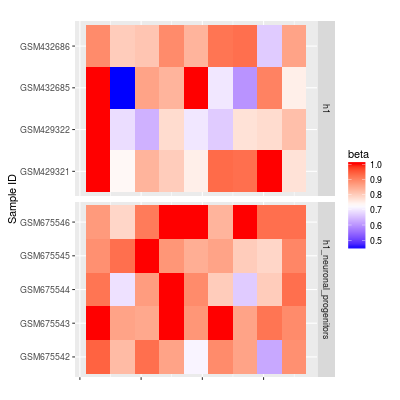 GSM432686
GSM432685
GSM429322
GSM429321
h1
GSM675546
GSM675545
GSM675544
GSM675543
GSM675542
h1_neuronal_progenitors
Sample ID
beta
1.0
0.9
0.8
0.7
0.6
0.5